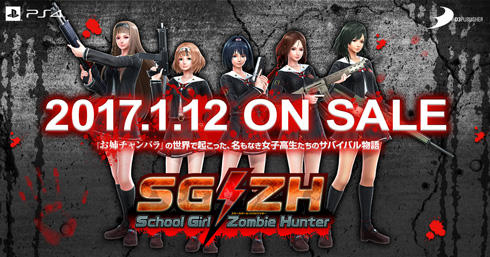 PS4
D3PUBLISHER
2017.1.12 ON SALE
「お姉チャンバラ」の世界で起こった、名もなき女子高生たちのサバイバル物語
SG/ZH
School Girl Zombie Hunter